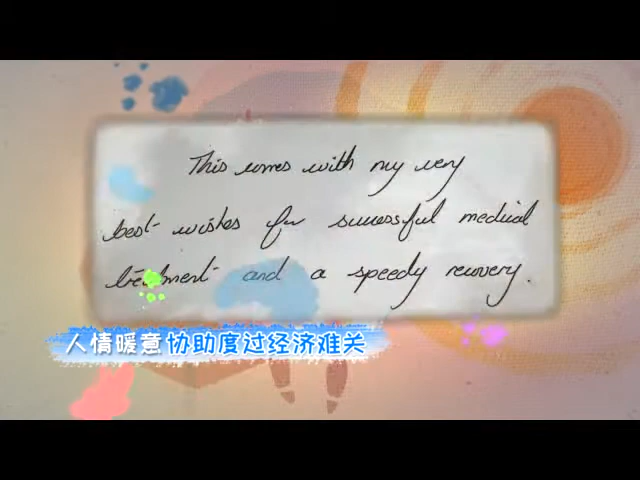 This comes with my very
best wishes for successful medical
treatment and a speedy recovery.
人情暖意协助度过经济难关